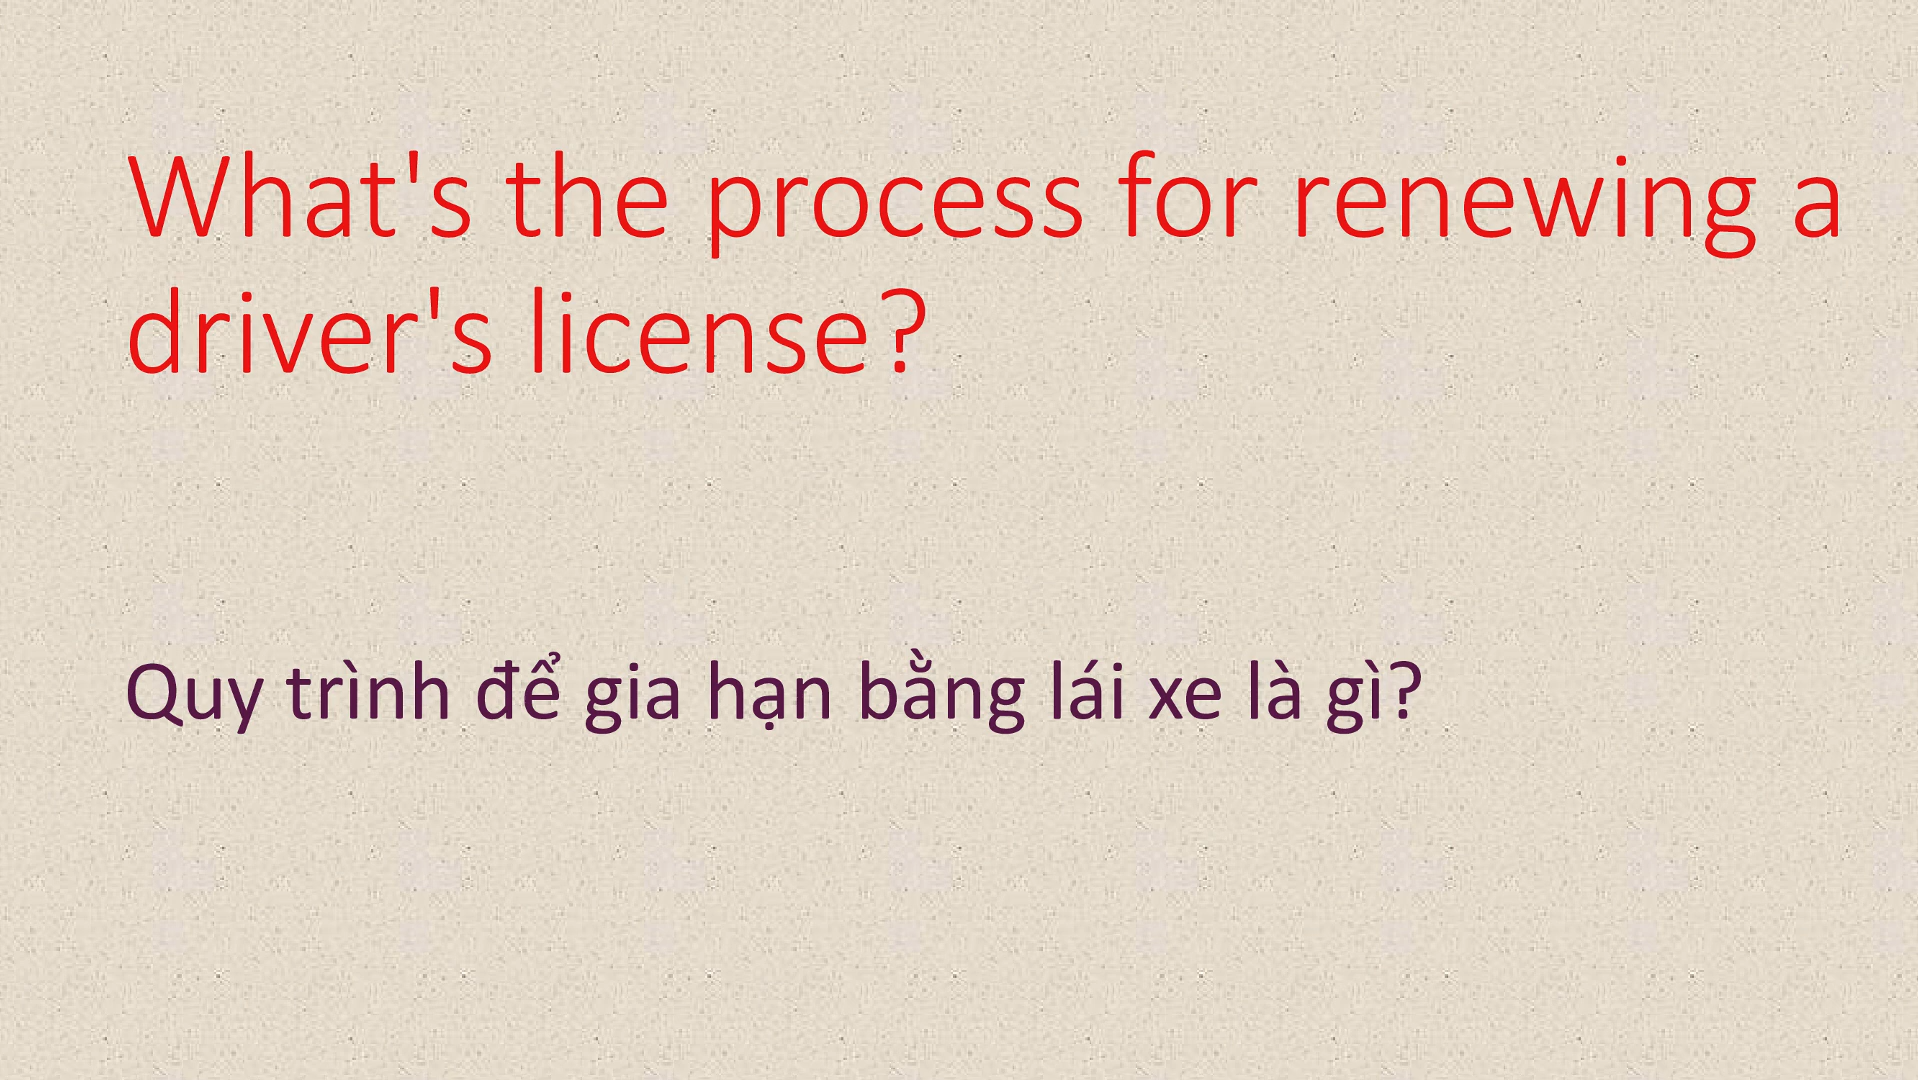 What's the process for renewing a
driver's license?
Quy trình để gia hạn bằng lái xe là gì?